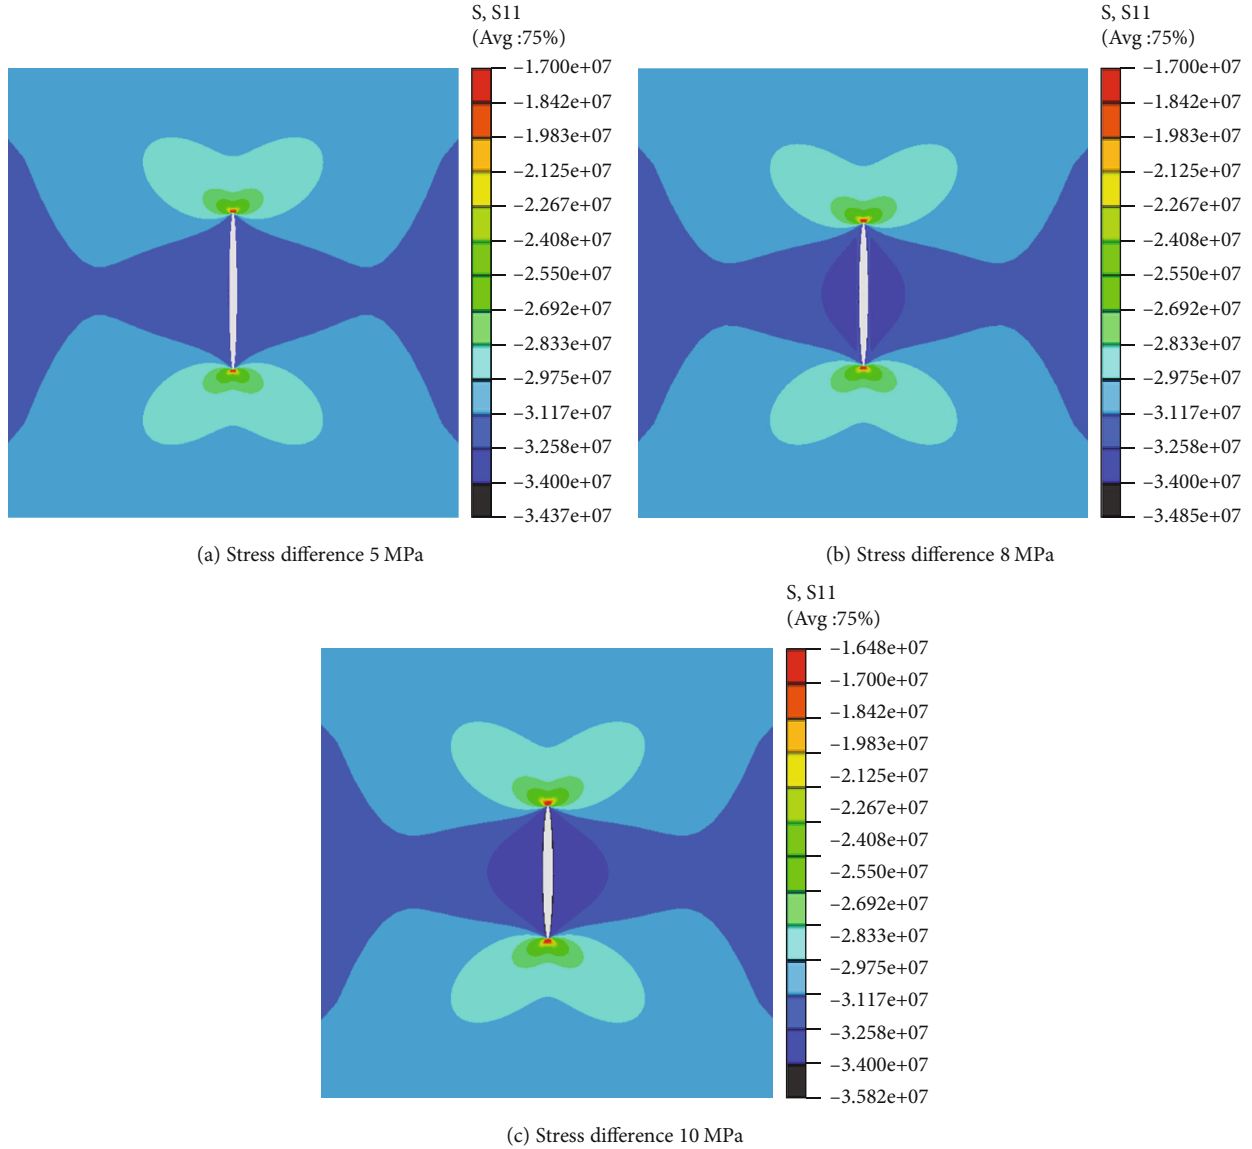 S, S11
(Avg :75%)
−1.700e+07
−1.842e+07
−1.983e+07
−2.125e+07
−2.267e+07
−2.408e+07
−2.550e+07
−2.692e+07
−2.833e+07
−2.975e+07
−3.117e+07
−3.258e+07
−3.400e+07
−3.437e+07
(a) Stress difference 5 MPa
S, S11
(Avg :75%)
−1.700e+07
−1.842e+07
−1.983e+07
−2.125e+07
−2.267e+07
−2.408e+07
−2.550e+07
−2.692e+07
−2.833e+07
−2.975e+07
−3.117e+07
−3.258e+07
−3.400e+07
−3.485e+07
(b) Stress difference 8 MPa
S, S11
(Avg :75%)
−1.648e+07
−1.700e+07
−1.842e+07
−1.983e+07
−2.125e+07
−2.267e+07
−2.408e+07
−2.550e+07
−2.692e+07
−2.833e+07
−2.975e+07
−3.117e+07
−3.258e+07
−3.400e+07
−3.582e+07
(c) Stress difference 10 MPa